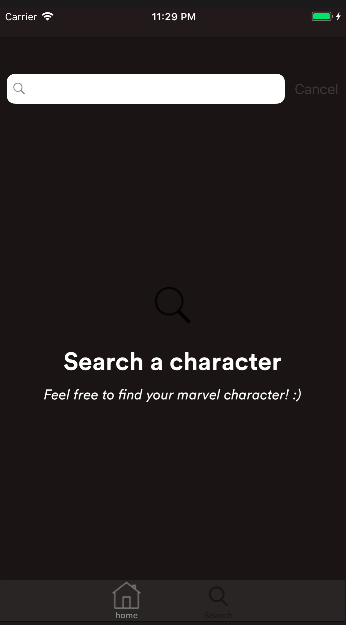 Carrier 11:29 PM
Cancel
Search a character
Feel free to find your marvel character! :)
home Search